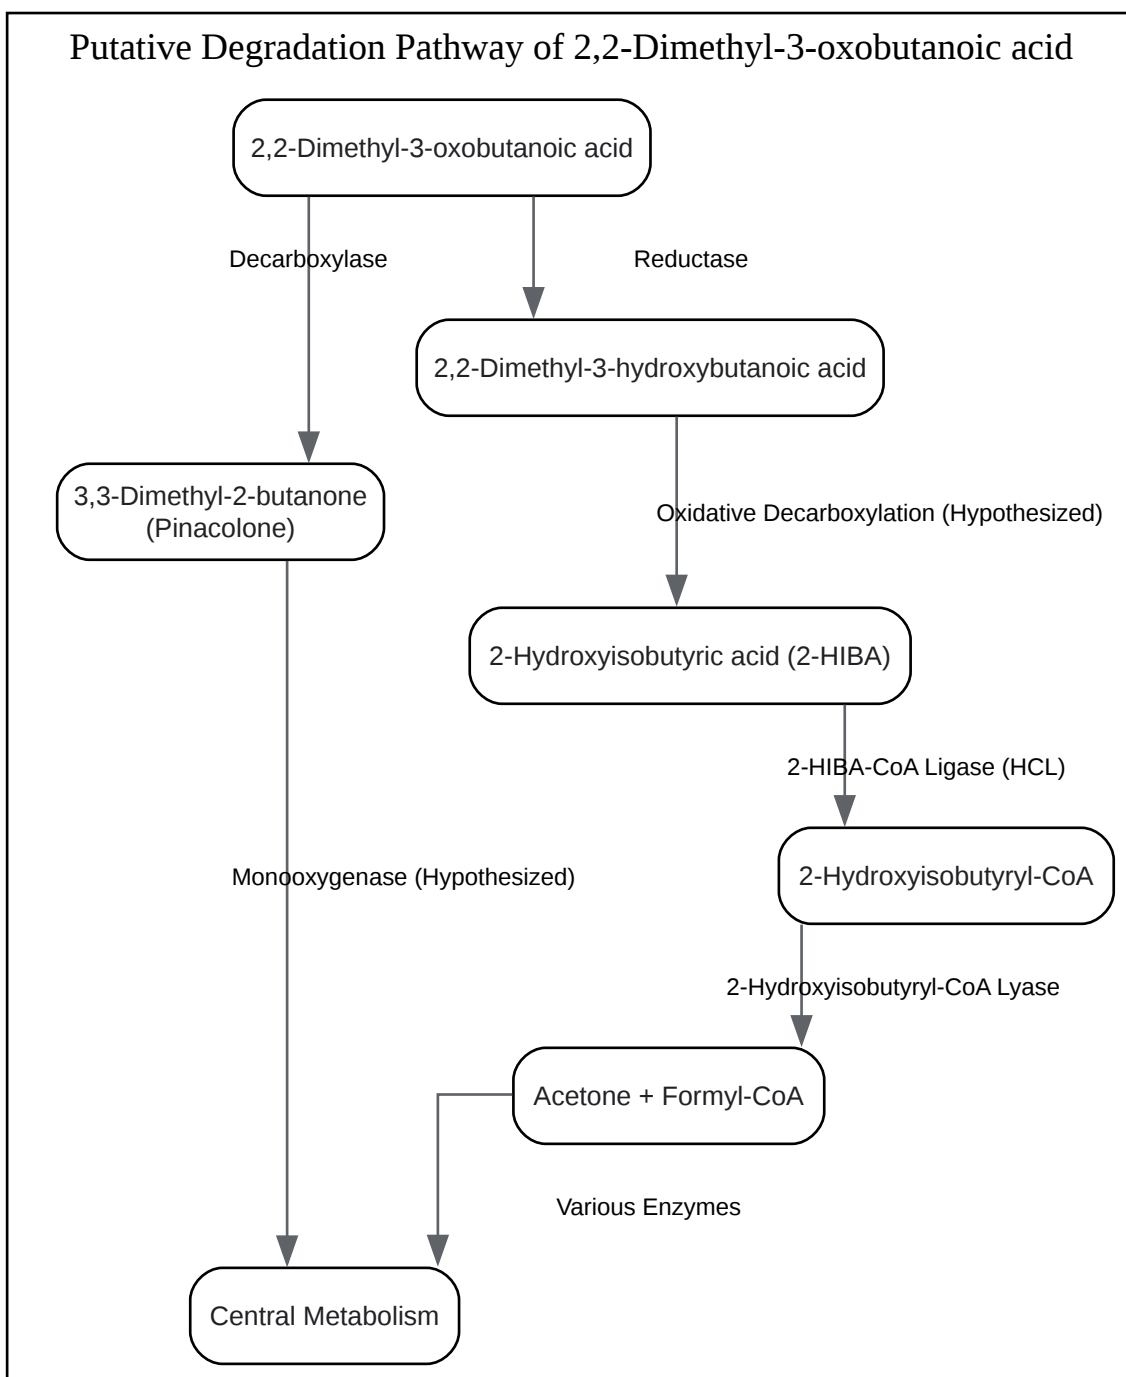 Putative Degradation Pathway of 2,2-Dimethyl-3-oxobutanoic acid
2,2-Dimethyl-3-oxobutanoic acid
Decarboxylase
Reductase
2,2-Dimethyl-3-hydroxybutanoic acid
3,3-Dimethyl-2-butanone
(Pinacolone)
Oxidative Decarboxylation (Hypothesized)
2-Hydroxyisobutyric acid (2-HIBA)
2-HIBA-CoA Ligase (HCL)
Monooxygenase (Hypothesized)
2-Hydroxyisobutyryl-CoA
2-Hydroxyisobutyryl-CoA Lyase
Acetone + Formyl-CoA
Various Enzymes
Central Metabolism